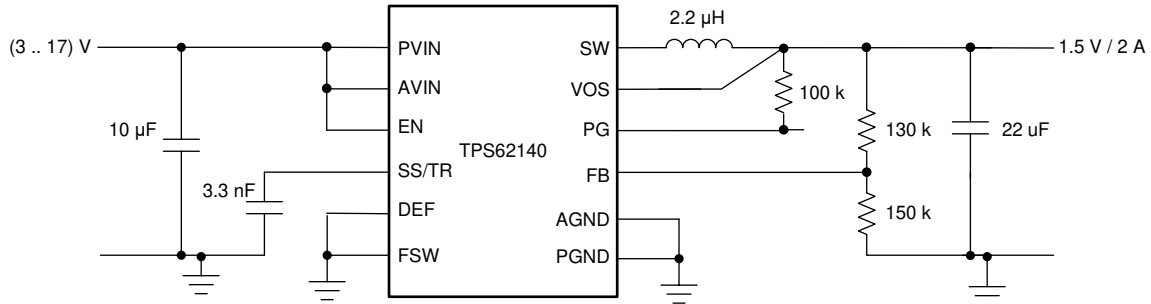 2.2 µH
(3 .. 17) V
PVIN
SW
1.5 V / 2 A
AVIN
VOS
100 k
10 µF
EN
PG
130 k
22 uF
TPS62140
3.3 nF
SS/TR
FB
DEF
AGND
150 k
FSW
PGND